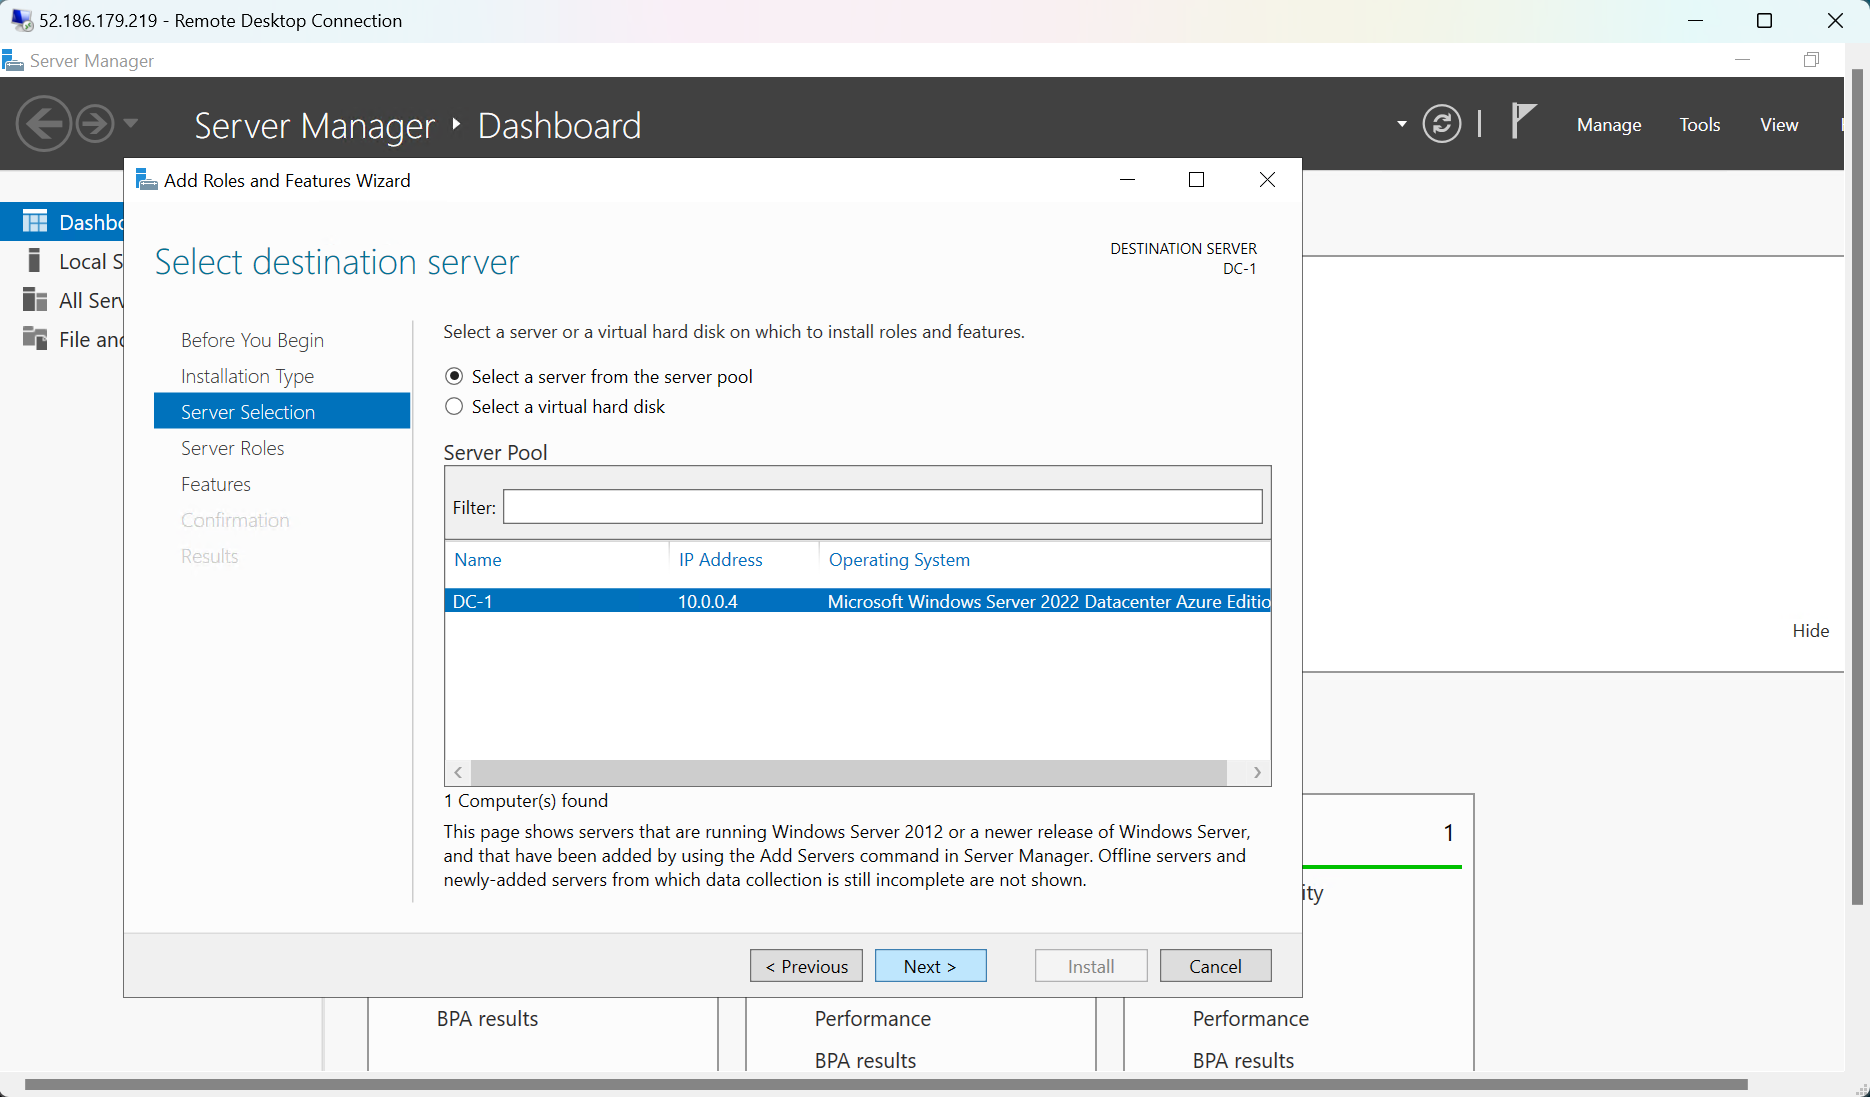 52.186.179.219 - Remote Desktop Connection
Server Manager
Server Manager ‣ Dashboard
Manage Tools View
Add Roles and Features Wizard
Dashbo
Local S
All Serv
File and
Select destination server
DESTINATION SERVER
DC-1
Before You Begin
Installation Type
Server Selection
Server Roles
Features
Confirmation
Results
Select a server or a virtual hard disk on which to install roles and features.
Select a server from the server pool
Select a virtual hard disk
Server Pool
Filter:
Name IP Address Operating System
DC-1 10.0.0.4 Microsoft Windows Server 2022 Datacenter Azure Editio
1 Computer(s) found
This page shows servers that are running Windows Server 2012 or a newer release of Windows Server,
and that have been added by using the Add Servers command in Server Manager. Offline servers and
newly-added servers from which data collection is still incomplete are not shown.
< Previous Next > Install Cancel
Hide
1
ity
BPA results
Performance
BPA results
Performance
BPA results